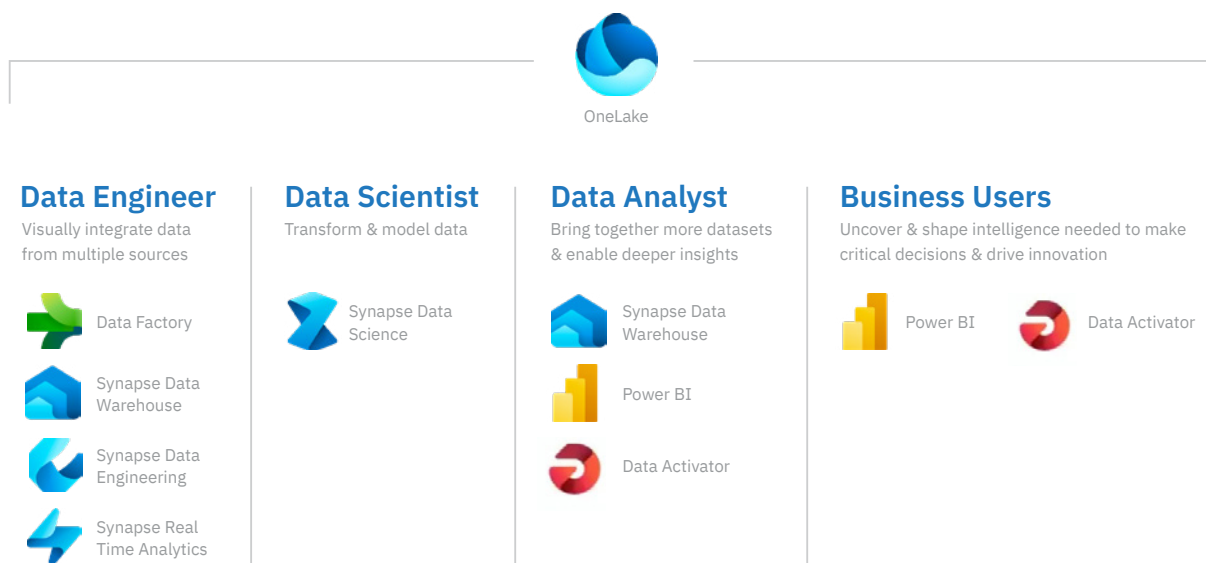 OneLake
Data Engineer
Visually integrate data
from multiple sources
Data Factory
Synapse Data
Warehouse
Synapse Data
Engineering
Synapse Real
Time Analytics
Data Scientist
Transform & model data
Synapse Data
Science
Data Analyst
Bring together more datasets
& enable deeper insights
Synapse Data
Warehouse
Power BI
Data Activator
Business Users
Uncover & shape intelligence needed to make
critical decisions & drive innovation
Power BI
Data Activator